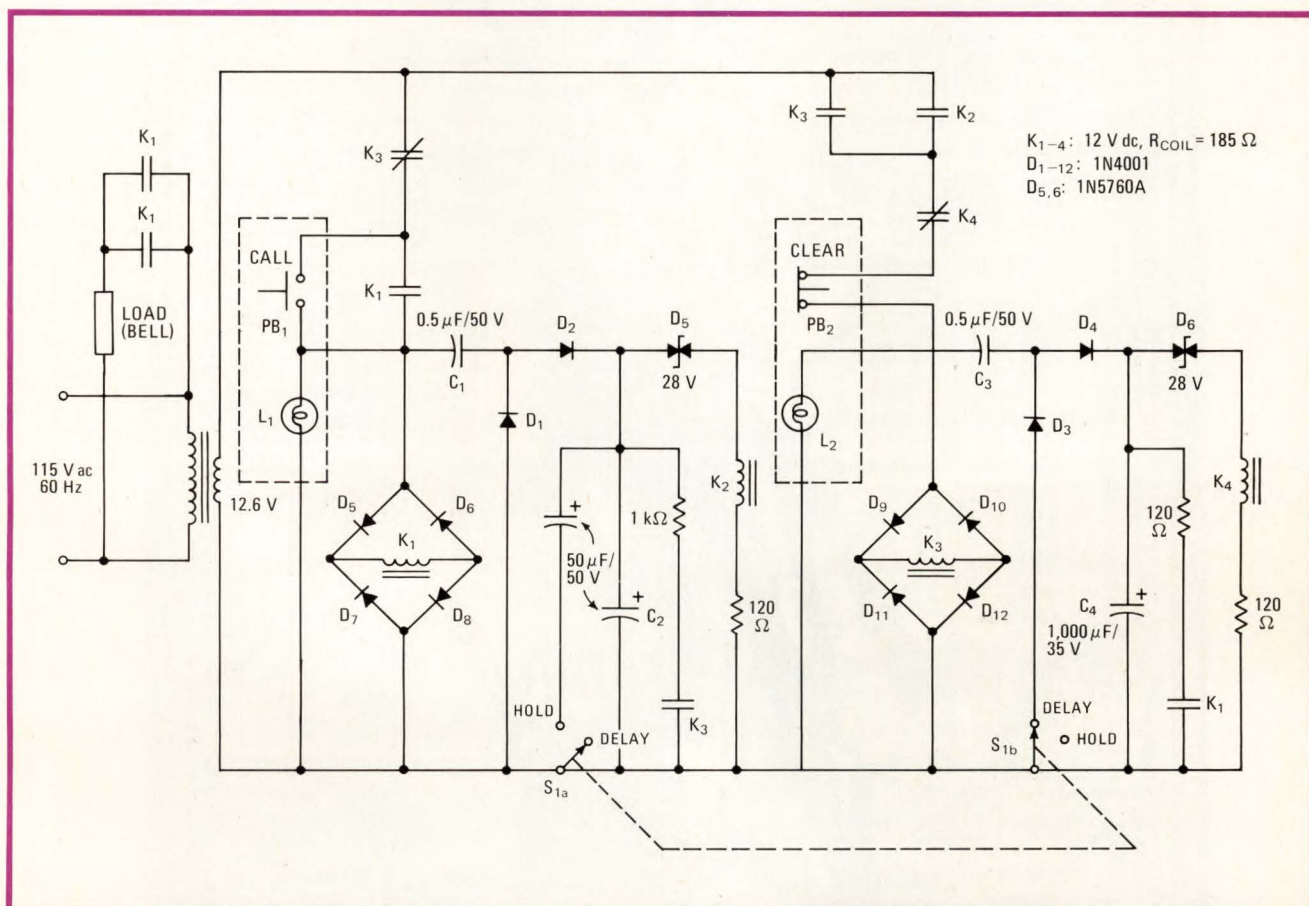 K₁
K₁
LOAD
(BELL)
115 V ac
60 Hz
12.6 V
K₃
CALL
PB₁
K₁
L₁
0.5 μF/50 V
C₁
D₂
D₅
28 V
D₁
D₅
D₆
K₁
D₇
D₈
50 μF/
50 V
C₂
1 kΩ
K₃
K₂
120
Ω
HOLD
DELAY
S₁ₐ
K₃
K₂
K₄
CLEAR
PB₂
L₂
0.5 μF/50 V
C₃
D₄
D₆
28 V
D₃
D₉
D₁₀
K₃
D₁₁
D₁₂
C₄
1,000 μF/
35 V
120
Ω
K₁
K₄
120
Ω
DELAY
HOLD
S1b
K₁₋₄: 12 V dc, RCOIL = 185 Ω
D₁₋₁₂: 1N4001
D₅,₆: 1N5760A